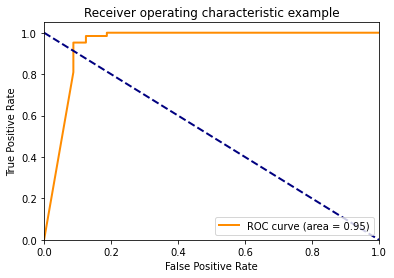 Receiver operating characteristic example
True Positive Rate
1.0
0.8
0.6
0.4
0.2
0.0
ROC curve (area = 0.95)
0.0 0.2 0.4 0.6 0.8 1.0
False Positive Rate